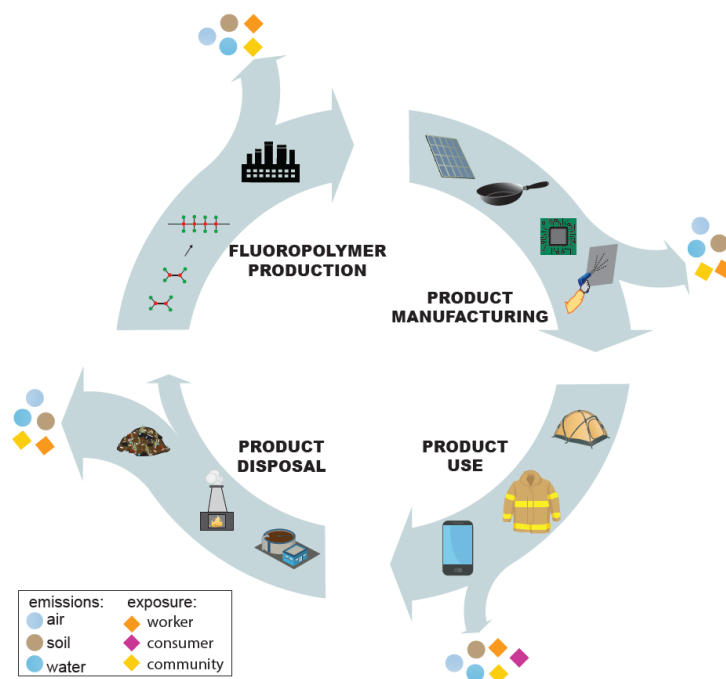 FLUOROPOLYMER
PRODUCTION
PRODUCT
MANUFACTURING
PRODUCT
DISPOSAL
PRODUCT
USE
emissions:
air
soil
water
exposure:
worker
consumer
community